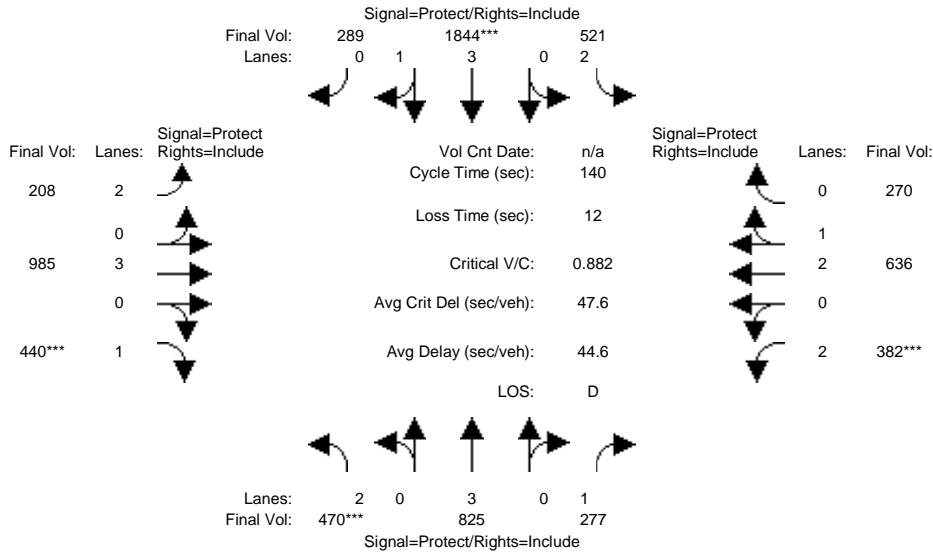 Signal=Protect/Rights=Include
Final Vol: 289 1844*** 521
Lanes: 0 1 3 0 2
Signal=Protect Signal=Protect
Final Vol: Lanes: Rights=Include Vol Cnt Date: n/a Rights=Include Lanes: Final Vol:
Cycle Time (sec): 140
208 2 0 270
Loss Time (sec): 12
0 1
985 3 Critical V/C: 0.882 2 636
0 Avg Crit Del (sec/veh): 47.6 0
440*** 1 Avg Delay (sec/veh): 44.6 2 382***
LOS: D
Lanes: 2 0 3 0 1
Final Vol: 470*** 825 277
Signal=Protect/Rights=Include